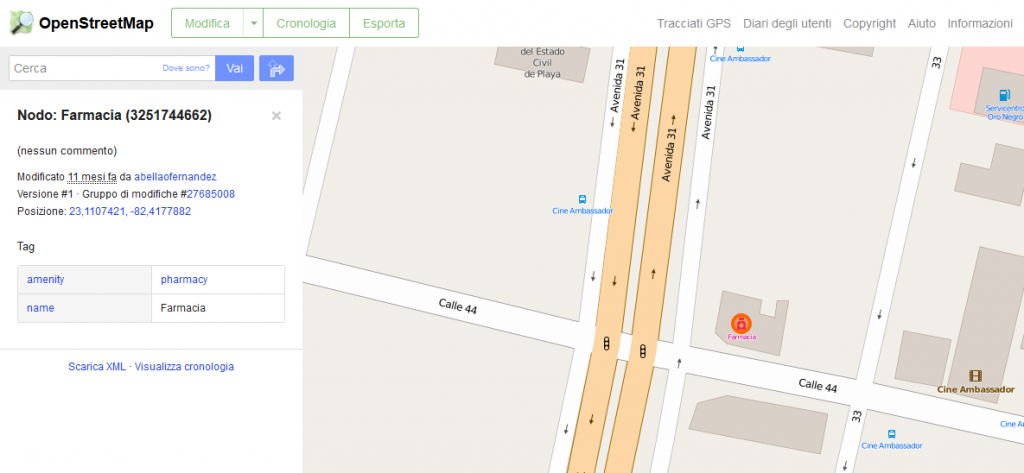 OpenStreetMap
Modifica
Cronologia
Esporta
Tracciati GPS
Diari degli utenti
Copyright
Aiuto
Informazioni
Cerca
Dove sono?
Vai
Nodo: Farmacia (3251744662)
×
(nessun commento)
Modificato 11 mesi fa da abellaofernandez
Versione #1 · Gruppo di modifiche #27685008
Posizione: 23,1107421, -82,4177882
Tag
amenity
pharmacy
name
Farmacia
Scarica XML · Visualizza cronologia
del Estado
Civil
de Playa
Avenida 31
Avenida 31
Avenida 31
Avenida 31
Cine Ambassador
33
Servicentro
Oro Negro
Cine Ambassador
Calle 44
Farmacia
Calle 44
Cine Ambassador
33
Cine Ambassador
Cine A